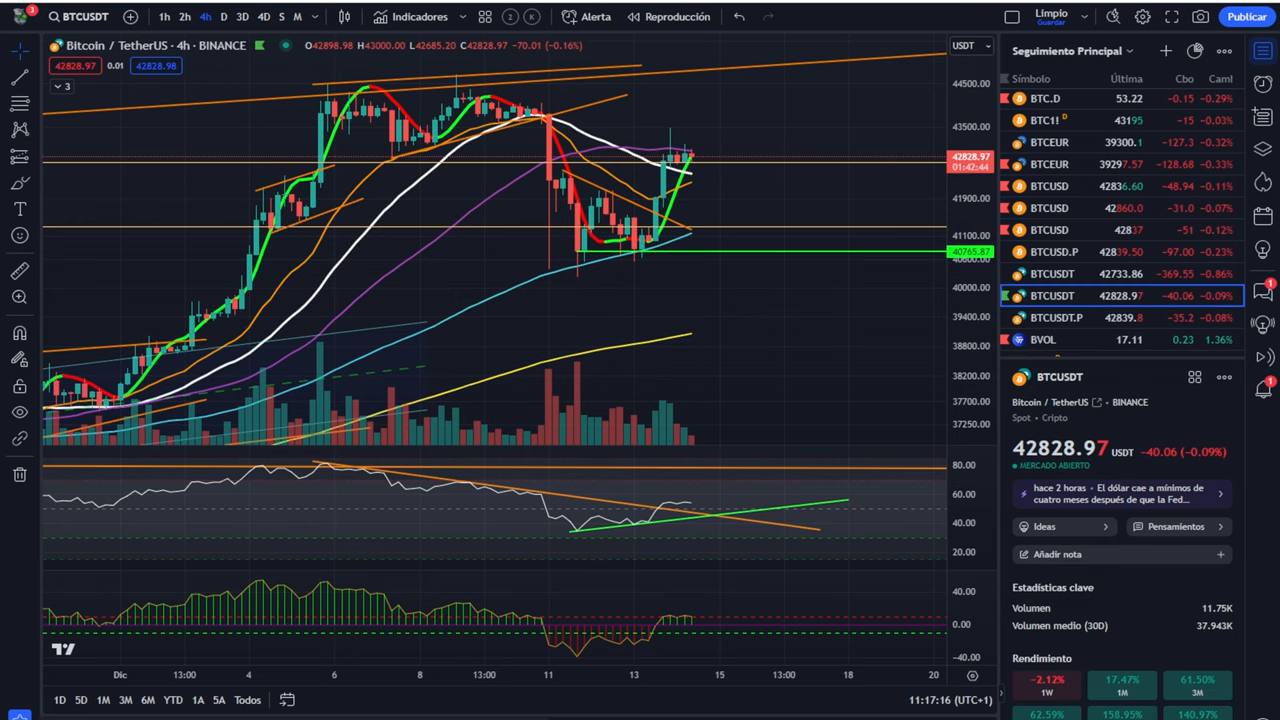 3
BTCUSDT
1h 2h 4h D 3D 4D S M
Indicadores
2 K
Alerta
Reproducción
Limpio
Guardar
Publicar
Bitcoin / TetherUS · 4h · BINANCE
O42898.98 H43000.00 L42685.20 C42828.97 -70.01 (-0.16%)
42828.97 0.01 42828.98
3
USDT
44500.00
43500.00
42828.97
01:42:44
41900.00
41100.00
40765.87
40600.00
40000.00
39400.00
38800.00
38200.00
37700.00
37250.00
80.00
60.00
40.00
20.00
40.00
0.00
-40.00
Dic 13:00 4 6 8 13:00 11 13 15 13:00 18 20
1D 5D 1M 3M 6M YTD 1A 5A Todos
11:17:16 (UTC+1)
Seguimiento Principal
Símbolo Última Cbo Caml
BTC.D 53.22 -0.15 -0.29%
BTC1! D 43195 -15 -0.03%
BTCEUR 39300.1 -127.3 -0.32%
BTCEUR 39297.57 -128.68 -0.33%
BTCUSD 42836.60 -48.94 -0.11%
BTCUSD 42860.0 -31.0 -0.07%
BTCUSD 42837 -51 -0.12%
BTCUSD.P 42839.50 -97.00 -0.23%
BTCUSDT 42733.86 -369.55 -0.86%
BTCUSDT 42828.97 -40.06 -0.09%
BTCUSDT.P 42839.8 -35.2 -0.08%
BVOL 17.11 0.23 1.36%
BTCUSDT
Bitcoin / TetherUS · BINANCE
Spot · Cripto
42828.97 USDT -40.06 (-0.09%)
MERCADO ABIERTO
hace 2 horas · El dólar cae a mínimos de
cuatro meses después de que la Fed...
Ideas
Pensamientos
Añadir nota
Estadísticas clave
Volumen 11.75K
Volumen medio (30D) 37.943K
Rendimiento
-2.12% 17.47% 61.50%
1W 1M 3M
62.59% 158.95% 140.97%
1
1